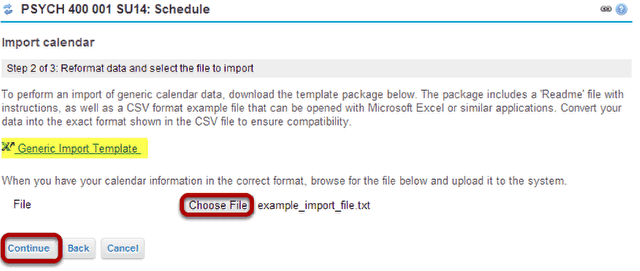 PSYCH 400 001 SU14: Schedule
Import calendar
Step 2 of 3: Reformat data and select the file to import
To perform an import of generic calendar data, download the template package below. The package includes a 'Readme' file with
instructions, as well as a CSV format example file that can be opened with Microsoft Excel or similar applications. Convert your
data into the exact format shown in the CSV file to ensure compatibility.
Generic Import Template
When you have your calendar information in the correct format, browse for the file below and upload it to the system.
File Choose File example_import_file.txt
Continue Back Cancel